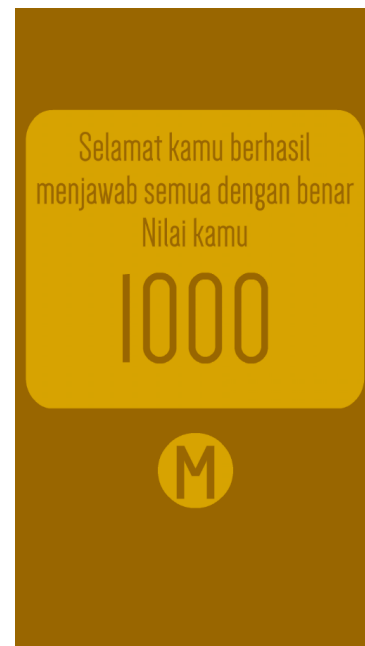 Selamat kamu berhasil
menjawab semua dengan benar
Nilai kamu
1000
M